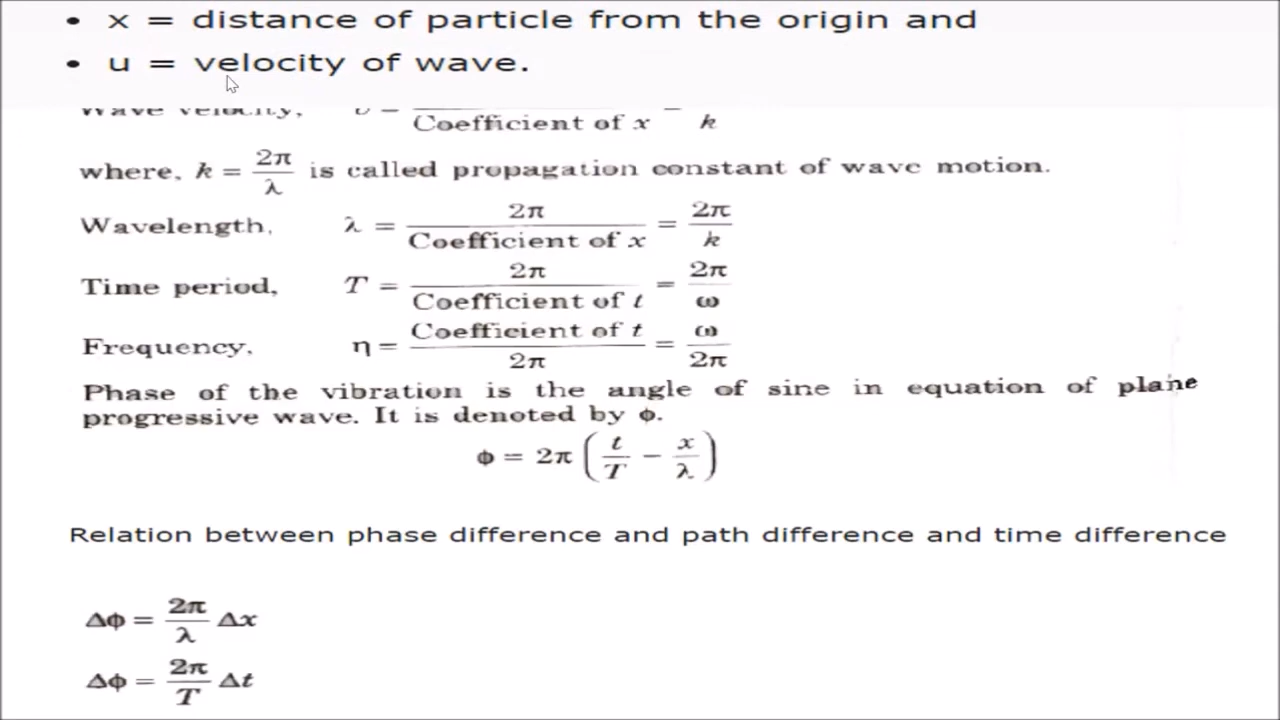 • x = distance of particle from the origin and
• u = velocity of wave.
Coefficient of x k
where, k = 2π/λ is called propagation constant of wave motion.
Wavelength, λ = 2π/Coefficient of x = 2π/k
Time period, T = 2π/Coefficient of t = 2π/ω
Frequency, η = Coefficient of t/2π = ω/2π
Phase of the vibration is the angle of sine in equation of plane
progressive wave. It is denoted by ϕ.
ϕ = 2π (t/T − x/λ)
Relation between phase difference and path difference and time difference
Δϕ = 2π/λ Δx
Δϕ = 2π/T Δt